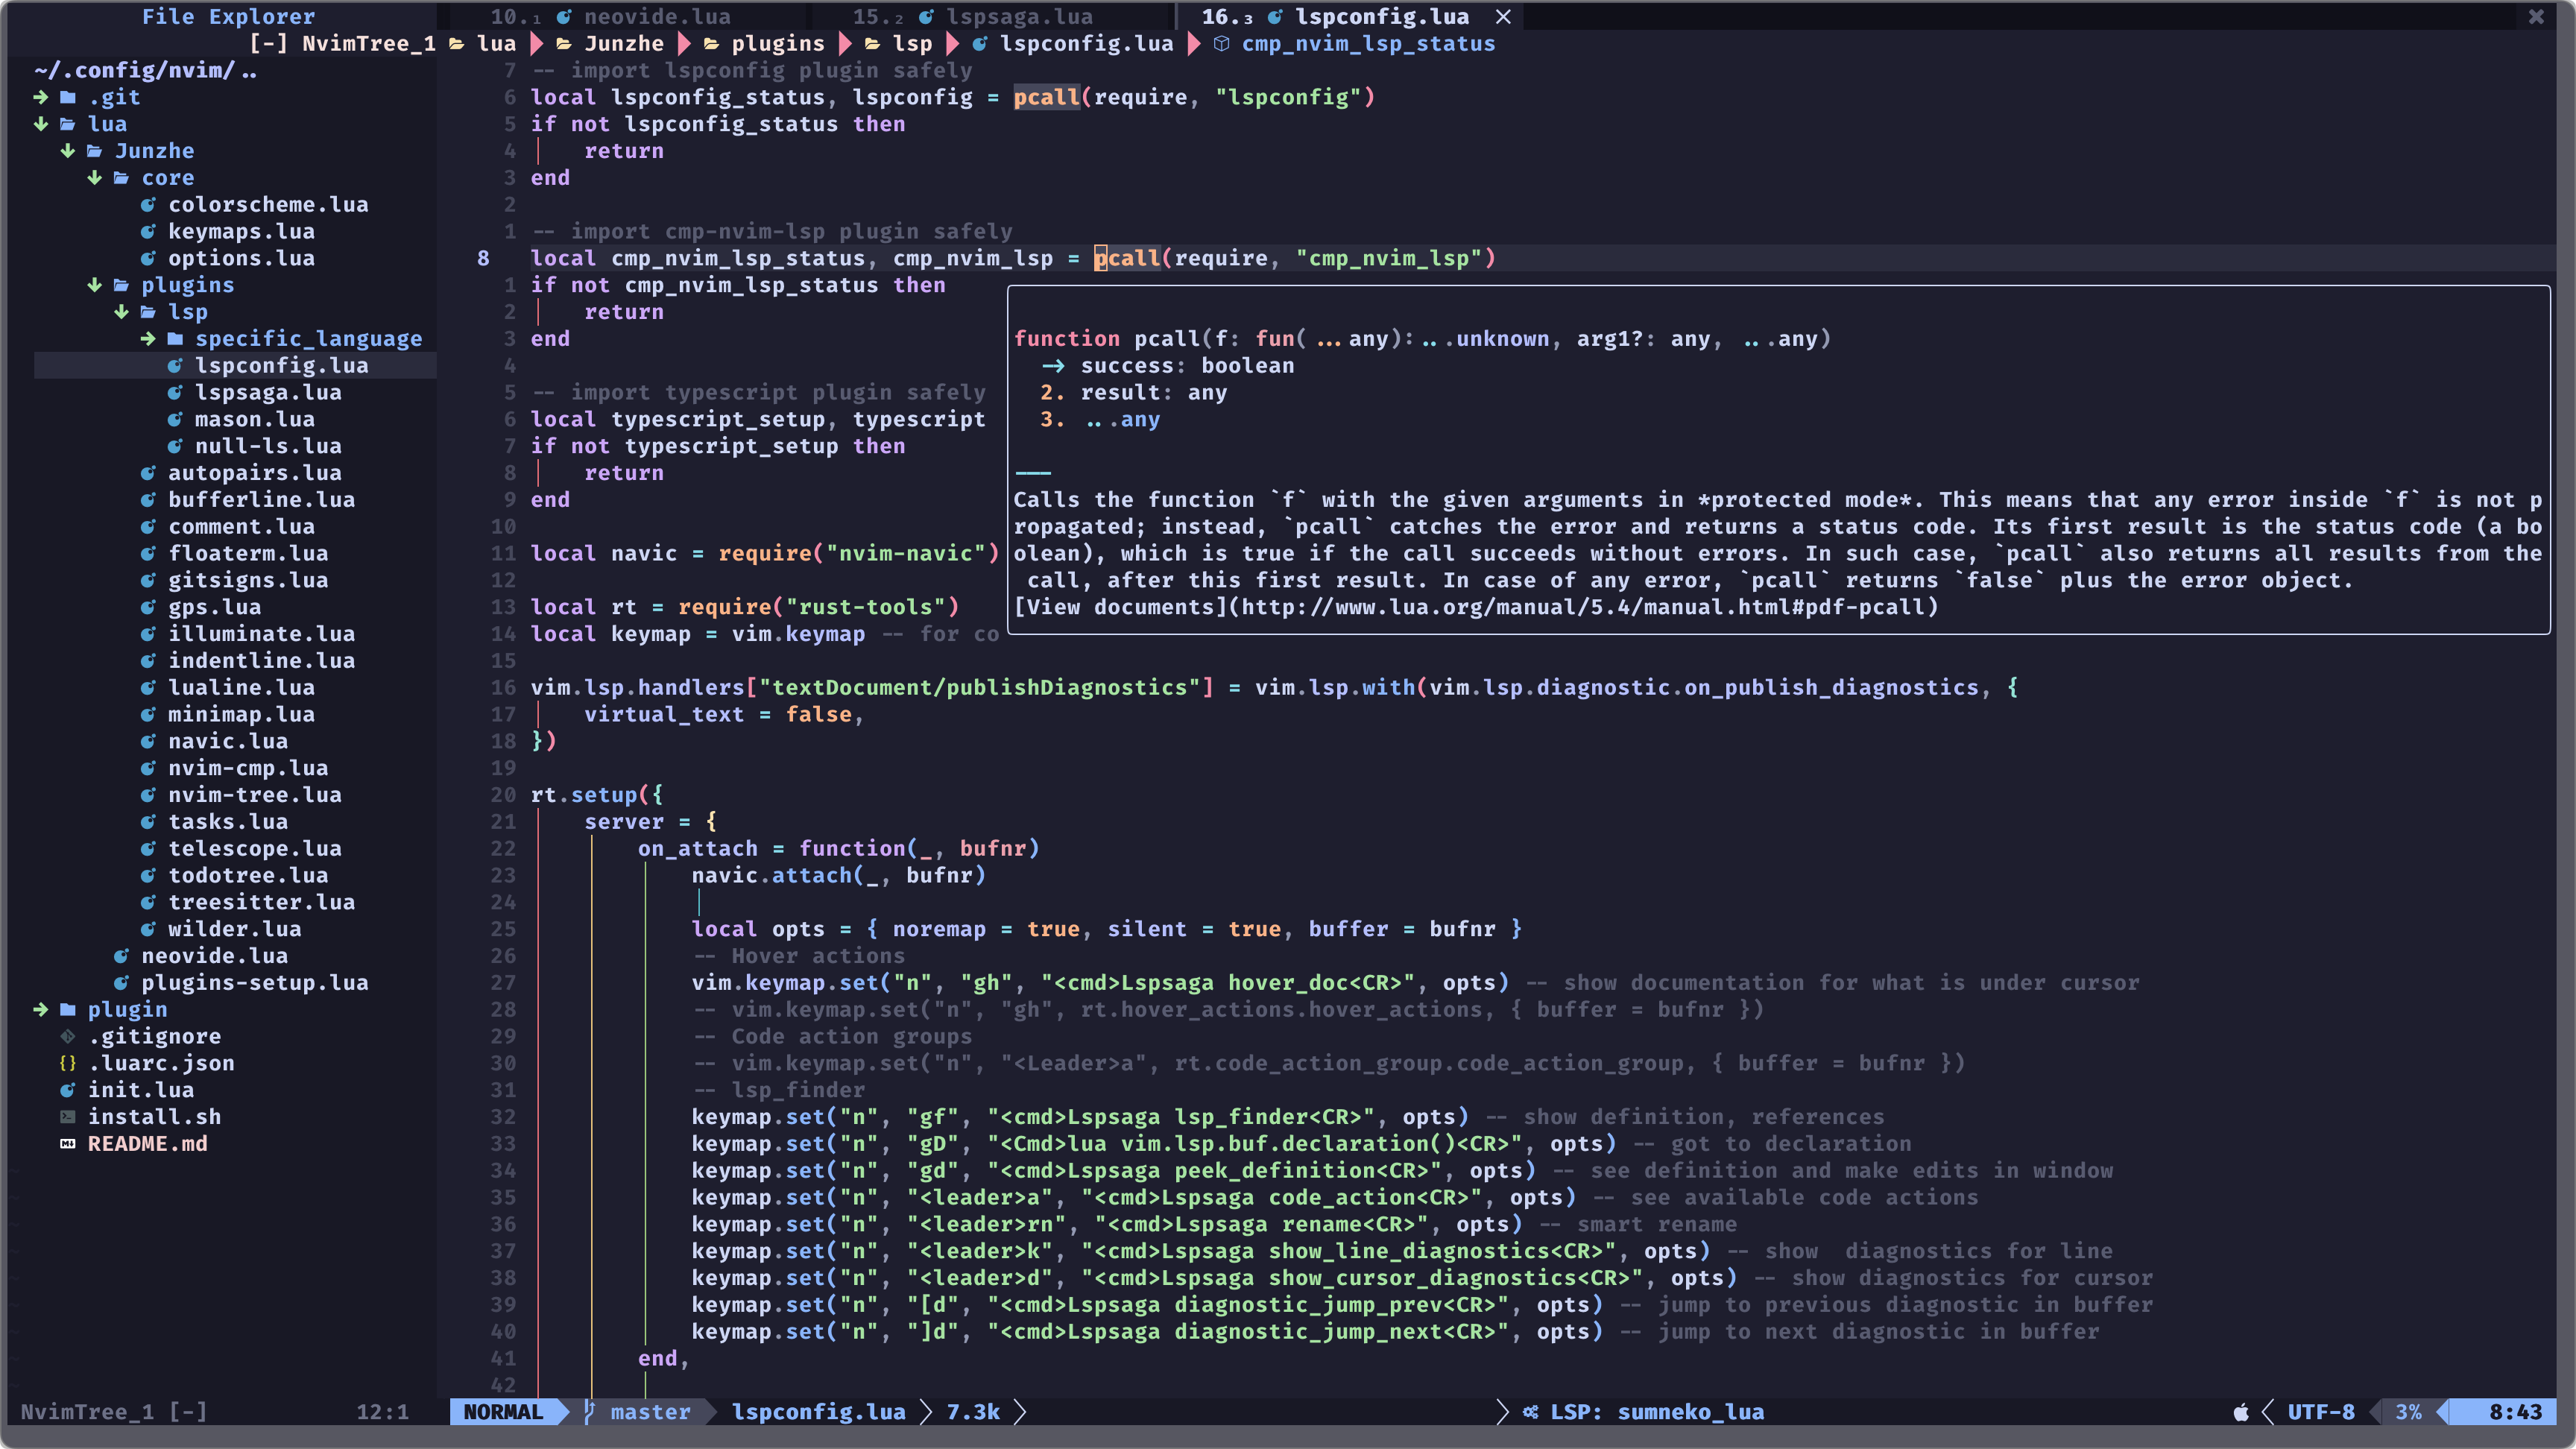 File Explorer
10.₁ neovide.lua 15.₂ lspsaga.lua 16.₃ lspconfig.lua
[-] NvimTree_1 lua Junzhe plugins lsp lspconfig.lua cmp_nvim_lsp_status
~/.config/nvim/..
.git
lua
Junzhe
core
colorscheme.lua
keymaps.lua
options.lua
plugins
lsp
specific_language
lspconfig.lua
lspsaga.lua
mason.lua
null-ls.lua
autopairs.lua
bufferline.lua
comment.lua
floaterm.lua
gitsigns.lua
gps.lua
illuminate.lua
indentline.lua
lualine.lua
minimap.lua
navic.lua
nvim-cmp.lua
nvim-tree.lua
tasks.lua
telescope.lua
todotree.lua
treesitter.lua
wilder.lua
neovide.lua
plugins-setup.lua
plugin
.gitignore
.luarc.json
init.lua
install.sh
README.md
7 -- import lspconfig plugin safely
6 local lspconfig_status, lspconfig = pcall(require, "lspconfig")
5 if not lspconfig_status then
4 return
3 end
2
1 -- import cmp-nvim-lsp plugin safely
8 local cmp_nvim_lsp_status, cmp_nvim_lsp = pcall(require, "cmp_nvim_lsp")
1 if not cmp_nvim_lsp_status then
2 return
3 end
4
5 -- import typescript plugin safely
6 local typescript_setup, typescript
7 if not typescript_setup then
8 return
9 end
10
11 local navic = require("nvim-navic")
12
13 local rt = require("rust-tools")
14 local keymap = vim.keymap -- for co
15
16 vim.lsp.handlers["textDocument/publishDiagnostics"] = vim.lsp.with(vim.lsp.diagnostic.on_publish_diagnostics, {
17 virtual_text = false,
18 })
19
20 rt.setup({
21 server = {
22 on_attach = function(_, bufnr)
23 navic.attach(_, bufnr)
24
25 local opts = { noremap = true, silent = true, buffer = bufnr }
26 -- Hover actions
27 vim.keymap.set("n", "gh", "<cmd>Lspsaga hover_doc<CR>", opts) -- show documentation for what is under cursor
28 -- vim.keymap.set("n", "gh", rt.hover_actions.hover_actions, { buffer = bufnr })
29 -- Code action groups
30 -- vim.keymap.set("n", "<Leader>a", rt.code_action_group.code_action_group, { buffer = bufnr })
31 -- lsp_finder
32 keymap.set("n", "gf", "<cmd>Lspsaga lsp_finder<CR>", opts) -- show definition, references
33 keymap.set("n", "gD", "<Cmd>lua vim.lsp.buf.declaration()<CR>", opts) -- got to declaration
34 keymap.set("n", "gd", "<cmd>Lspsaga peek_definition<CR>", opts) -- see definition and make edits in window
35 keymap.set("n", "<leader>a", "<cmd>Lspsaga code_action<CR>", opts) -- see available code actions
36 keymap.set("n", "<leader>rn", "<cmd>Lspsaga rename<CR>", opts) -- smart rename
37 keymap.set("n", "<leader>k", "<cmd>Lspsaga show_line_diagnostics<CR>", opts) -- show  diagnostics for line
38 keymap.set("n", "<leader>d", "<cmd>Lspsaga show_cursor_diagnostics<CR>", opts) -- show diagnostics for cursor
39 keymap.set("n", "[d", "<cmd>Lspsaga diagnostic_jump_prev<CR>", opts) -- jump to previous diagnostic in buffer
40 keymap.set("n", "]d", "<cmd>Lspsaga diagnostic_jump_next<CR>", opts) -- jump to next diagnostic in buffer
41 end,
42
function pcall(f: fun(...any):...unknown, arg1?: any, ...any)
-> success: boolean
2. result: any
3. ...any
———
Calls the function `f` with the given arguments in *protected mode*. This means that any error inside `f` is not p
ropagated; instead, `pcall` catches the error and returns a status code. Its first result is the status code (a bo
olean), which is true if the call succeeds without errors. In such case, `pcall` also returns all results from the
call, after this first result. In case of any error, `pcall` returns `false` plus the error object.
[View documents](http://www.lua.org/manual/5.4/manual.html#pdf-pcall)
NvimTree_1 [-] 12:1 NORMAL master lspconfig.lua 7.3k LSP: sumneko_lua UTF-8 3% 8:43